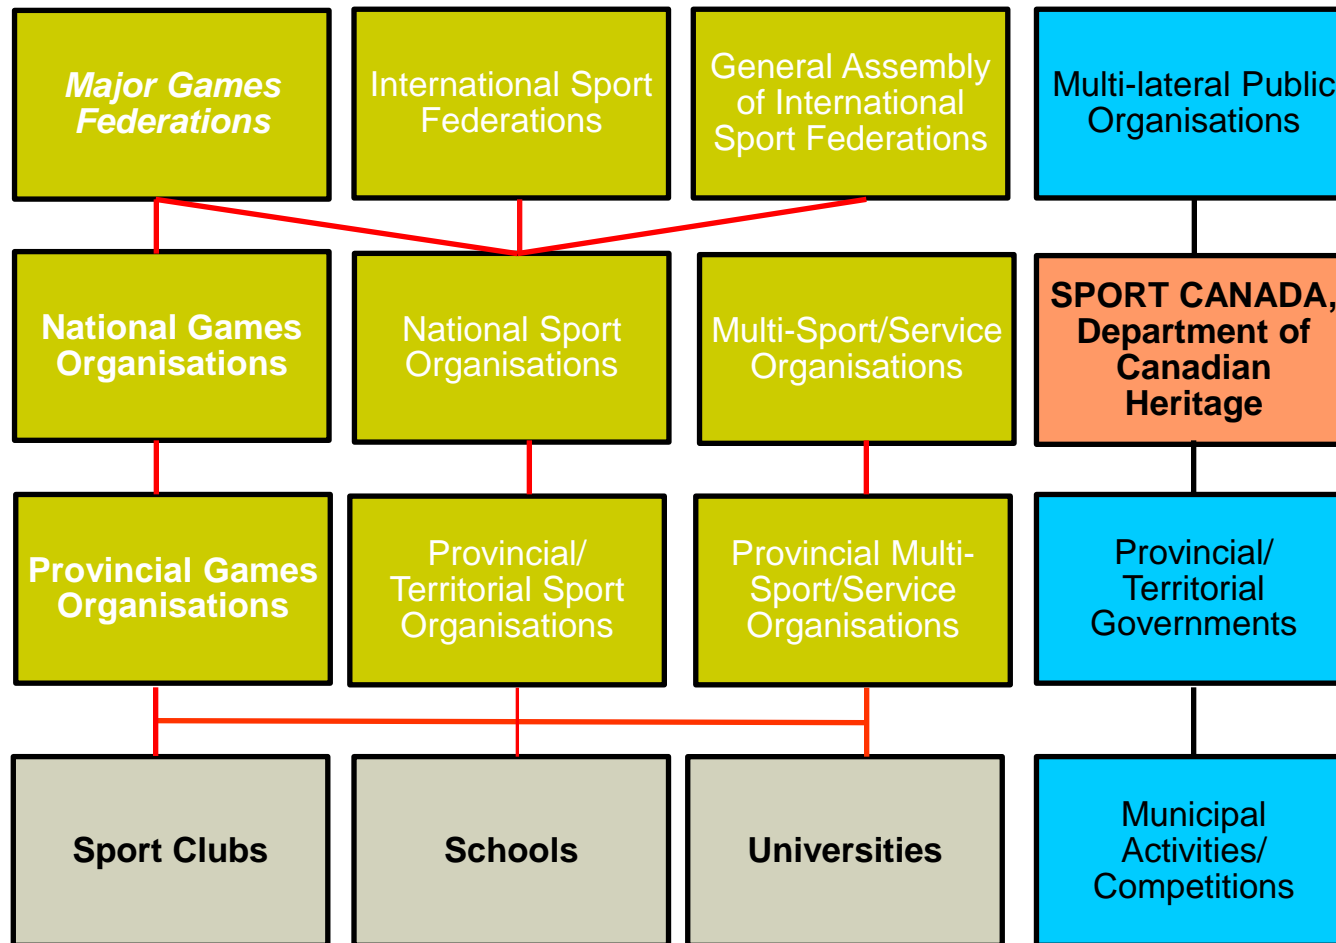 Major Games
Federations
International Sport
Federations
General Assembly
of International
Sport Federations
Multi-lateral Public
Organisations
National Games
Organisations
National Sport
Organisations
Multi-Sport/Service
Organisations
SPORT CANADA,
Department of
Canadian
Heritage
Provincial Games
Organisations
Provincial/
Territorial Sport
Organisations
Provincial Multi-
Sport/Service
Organisations
Provincial/
Territorial
Governments
Sport Clubs
Schools
Universities
Municipal
Activities/
Competitions